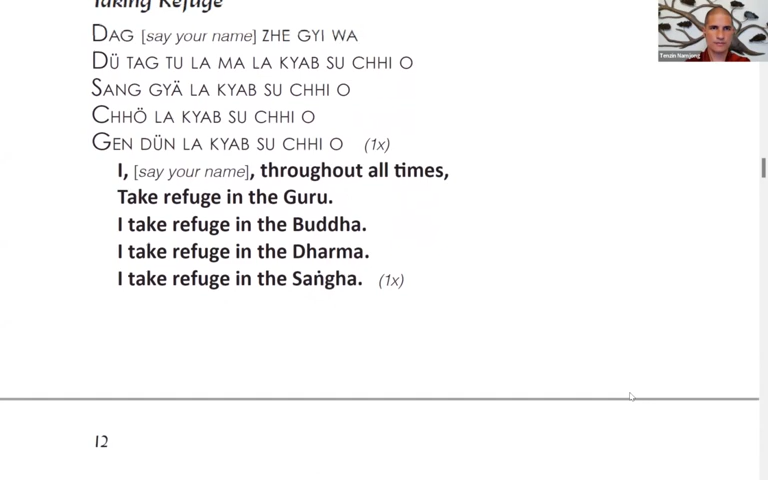 Taking Refuge
DAG [say your name] ZHE GYI WA
DÜ TAG TU LA MA LA KYAB SU CHHI O
SANG GYÄ LA KYAB SU CHHI O
CHHÖ LA KYAB SU CHHI O
GEN DÜN LA KYAB SU CHHI O (1x)
I, [say your name], throughout all times,
Take refuge in the Guru.
I take refuge in the Buddha.
I take refuge in the Dharma.
I take refuge in the Saṅgha. (1x)
12
Tenzin Namjong